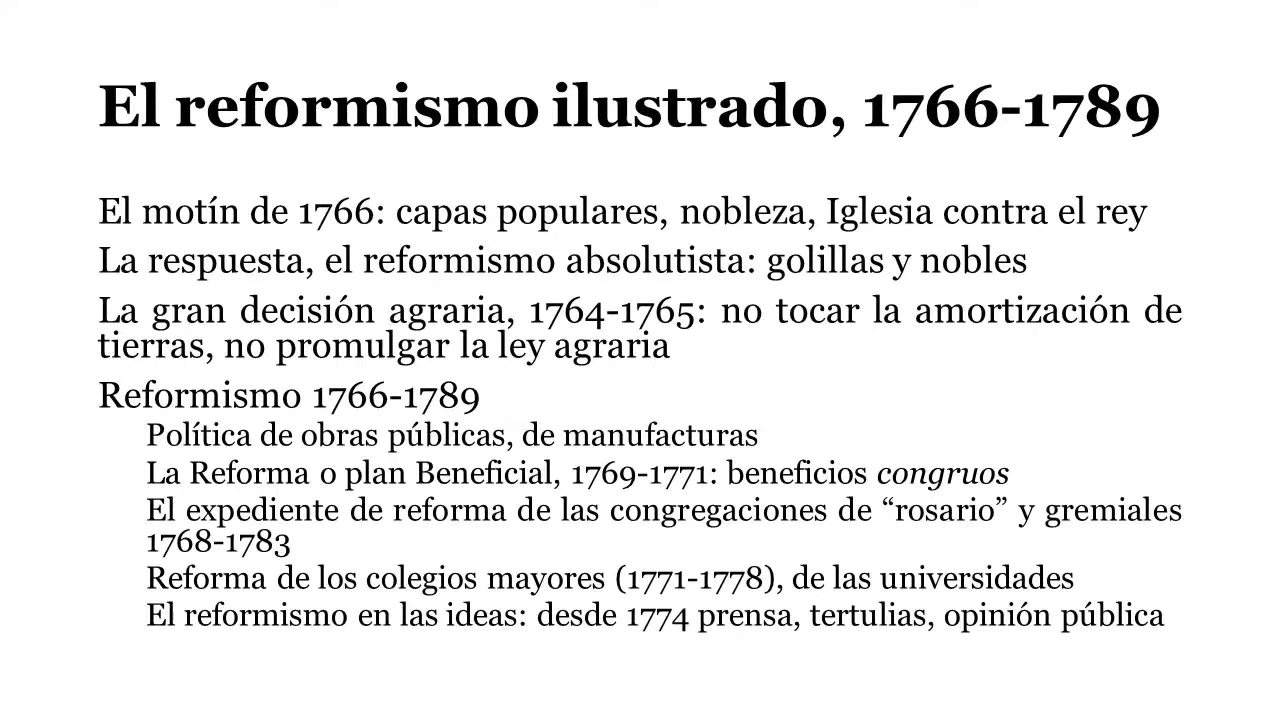 El reformismo ilustrado, 1766-1789
El motín de 1766: capas populares, nobleza, Iglesia contra el rey
La respuesta, el reformismo absolutista: golillas y nobles
La gran decisión agraria, 1764-1765: no tocar la amortización de
tierras, no promulgar la ley agraria
Reformismo 1766-1789
Política de obras públicas, de manufacturas
La Reforma o plan Beneficial, 1769-1771: beneficios congruos
El expediente de reforma de las congregaciones de “rosario” y gremiales
1768-1783
Reforma de los colegios mayores (1771-1778), de las universidades
El reformismo en las ideas: desde 1774 prensa, tertulias, opinión pública